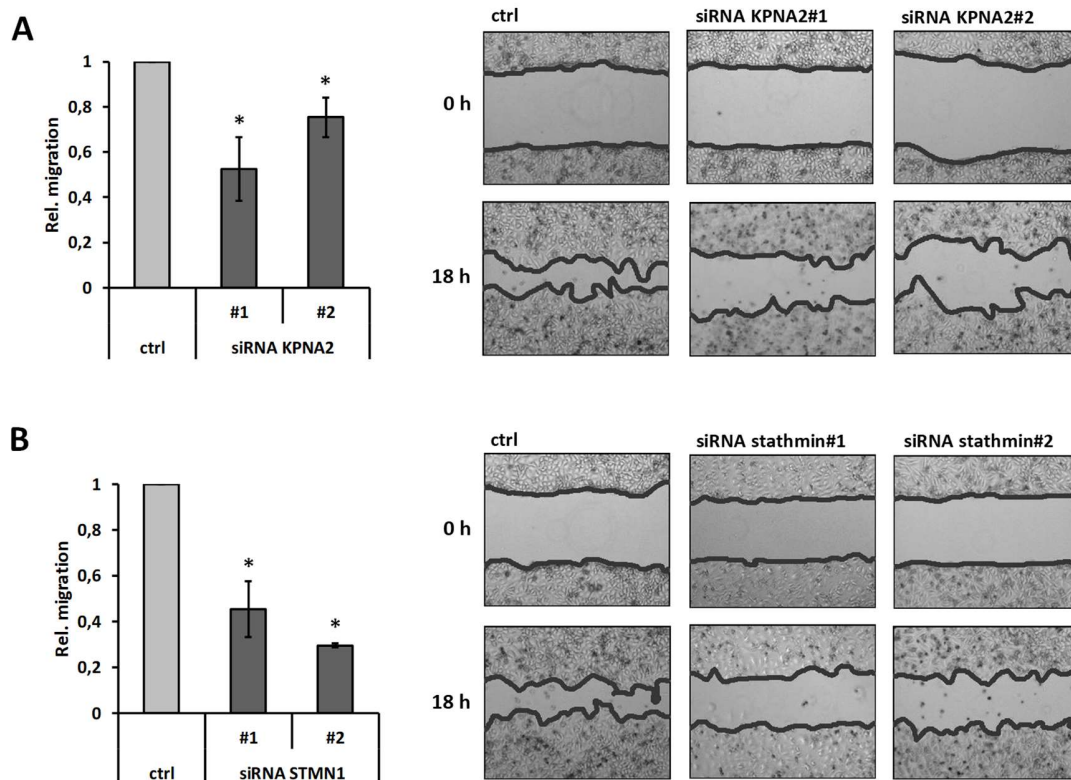 A
Rel. migration
1
0,8
0,6
0,4
0,2
0
* *
#1 #2
ctrl siRNA KPNA2
ctrl siRNA KPNA2#1 siRNA KPNA2#2
0 h
18 h
B
Rel. migration
1
0,8
0,6
0,4
0,2
0
* *
#1 #2
ctrl siRNA STMN1
ctrl siRNA stathmin#1 siRNA stathmin#2
0 h
18 h